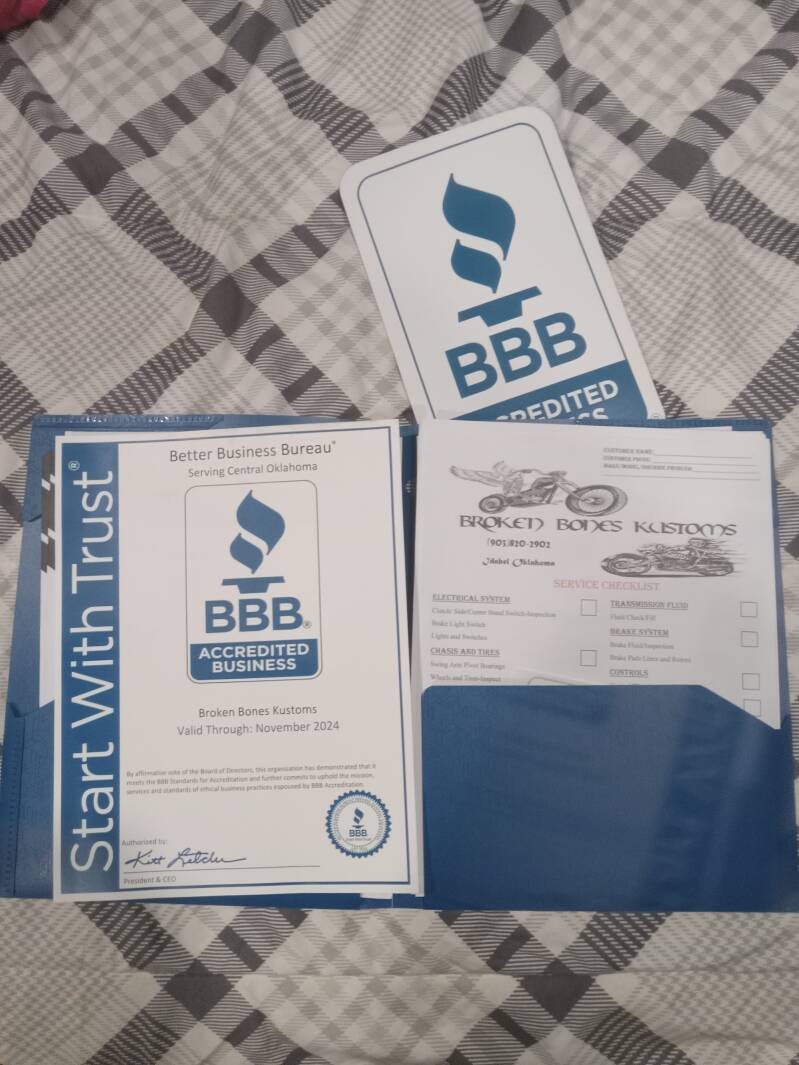 BBB
ACCREDITED
Start With Trust®
Better Business Bureau®
Serving Central Oklahoma
BBB®
ACCREDITED
BUSINESS
Broken Bones Kustoms
Valid Through: November 2024
By affirmative vote of the Board of Directors, this organization has demonstrated that it
meets the BBB Standards for Accreditation and further commits to uphold the mission,
services and standards of ethical business practices espoused by BBB Accreditation.
BBB
Authorized by:
President & CEO
CUSTOMER NAME:
CUSTOMER PHONE:
BROKEN BONES KUSTOMS
(903)820-2902
Idabel Oklahoma
SERVICE CHECKLIST
ELECTRICAL SYSTEM
Clutch/ Side/Center Stand Switch-Inspection
Brake Light Switch
Lights and Switches
CHASIS AND TIRES
Swing Arm Pivot Bearings
Wheels and Tires-Inspect
TRANSMISSION FLUID
Fluid Check/Fill
BRAKE SYSTEM
Brake Fluid/Inspection
Brake Pads Lines and Rotors
CONTROLS